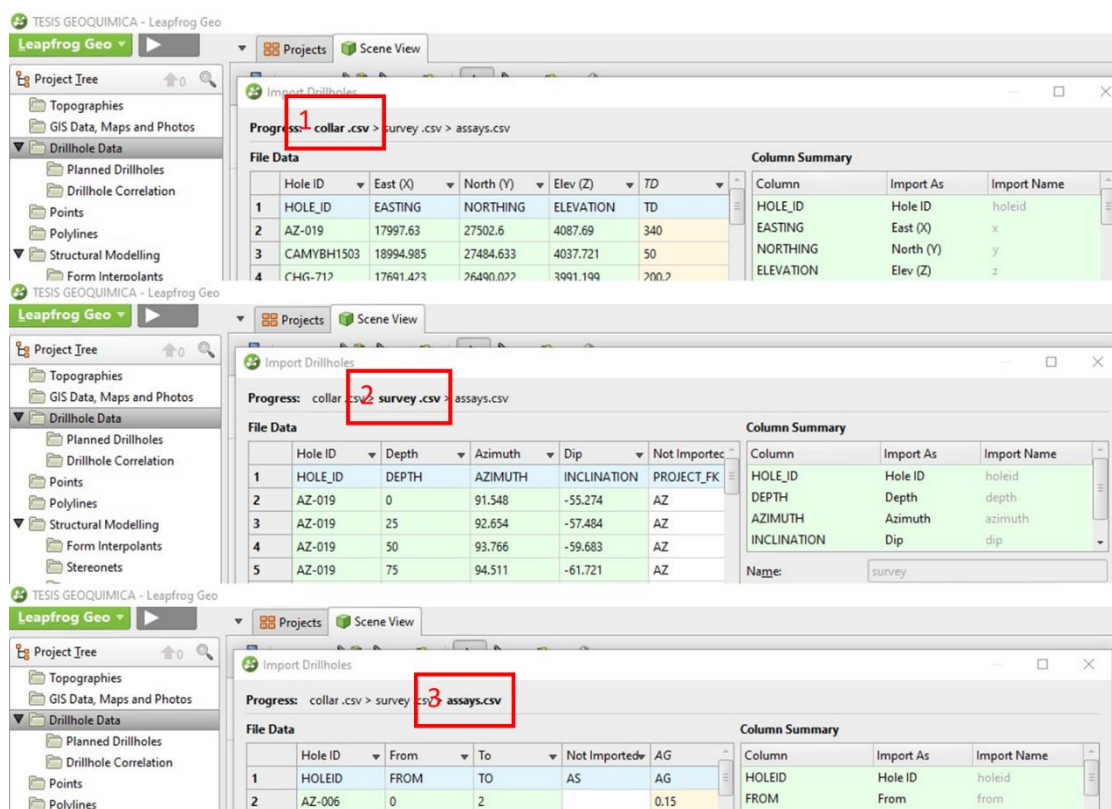 TESIS GEOQUIMICA - Leapfrog Geo
Leapfrog Geo
Projects Scene View
Project Tree 0
Import Drillholes
Topographies
GIS Data, Maps and Photos
Drillhole Data
Planned Drillholes
Drillhole Correlation
Points
Polylines
Structural Modelling
Form Interpolants
1
Progress: collar .csv > survey .csv > assays.csv
File Data
Column Summary
Hole ID East (X) North (Y) Elev (Z) TD
1 HOLE_ID EASTING NORTHING ELEVATION TD
2 AZ-019 17997.63 27502.6 4087.69 340
3 CAMYBH1503 18994.985 27484.633 4037.721 50
4 CHG-712 17691.423 26490.022 3991.199 200.2
Column Import As Import Name
HOLE_ID Hole ID holeid
EASTING East (X) x
NORTHING North (Y) y
ELEVATION Elev (Z) z
TESIS GEOQUIMICA - Leapfrog Geo
Leapfrog Geo
Projects Scene View
Project Tree 0
Import Drillholes
Topographies
GIS Data, Maps and Photos
Drillhole Data
Planned Drillholes
Drillhole Correlation
Points
Polylines
Structural Modelling
Form Interpolants
Stereonets
2
Progress: collar .csv > survey .csv > assays.csv
File Data
Column Summary
Hole ID Depth Azimuth Dip Not Imported
1 HOLE_ID DEPTH AZIMUTH INCLINATION PROJECT_FK
2 AZ-019 0 91.548 -55.274 AZ
3 AZ-019 25 92.654 -57.484 AZ
4 AZ-019 50 93.766 -59.683 AZ
5 AZ-019 75 94.511 -61.721 AZ
Column Import As Import Name
HOLE_ID Hole ID holeid
DEPTH Depth depth
AZIMUTH Azimuth azimuth
INCLINATION Dip dip
Name: survey
TESIS GEOQUIMICA - Leapfrog Geo
Leapfrog Geo
Projects Scene View
Project Tree 0
Import Drillholes
Topographies
GIS Data, Maps and Photos
Drillhole Data
Planned Drillholes
Drillhole Correlation
Points
Polylines
3
Progress: collar .csv > survey .csv > assays.csv
File Data
Column Summary
Hole ID From To Not Imported AG
1 HOLEID FROM TO AS AG
2 AZ-006 0 2 0.15
Column Import As Import Name
HOLEID Hole ID holeid
FROM From from